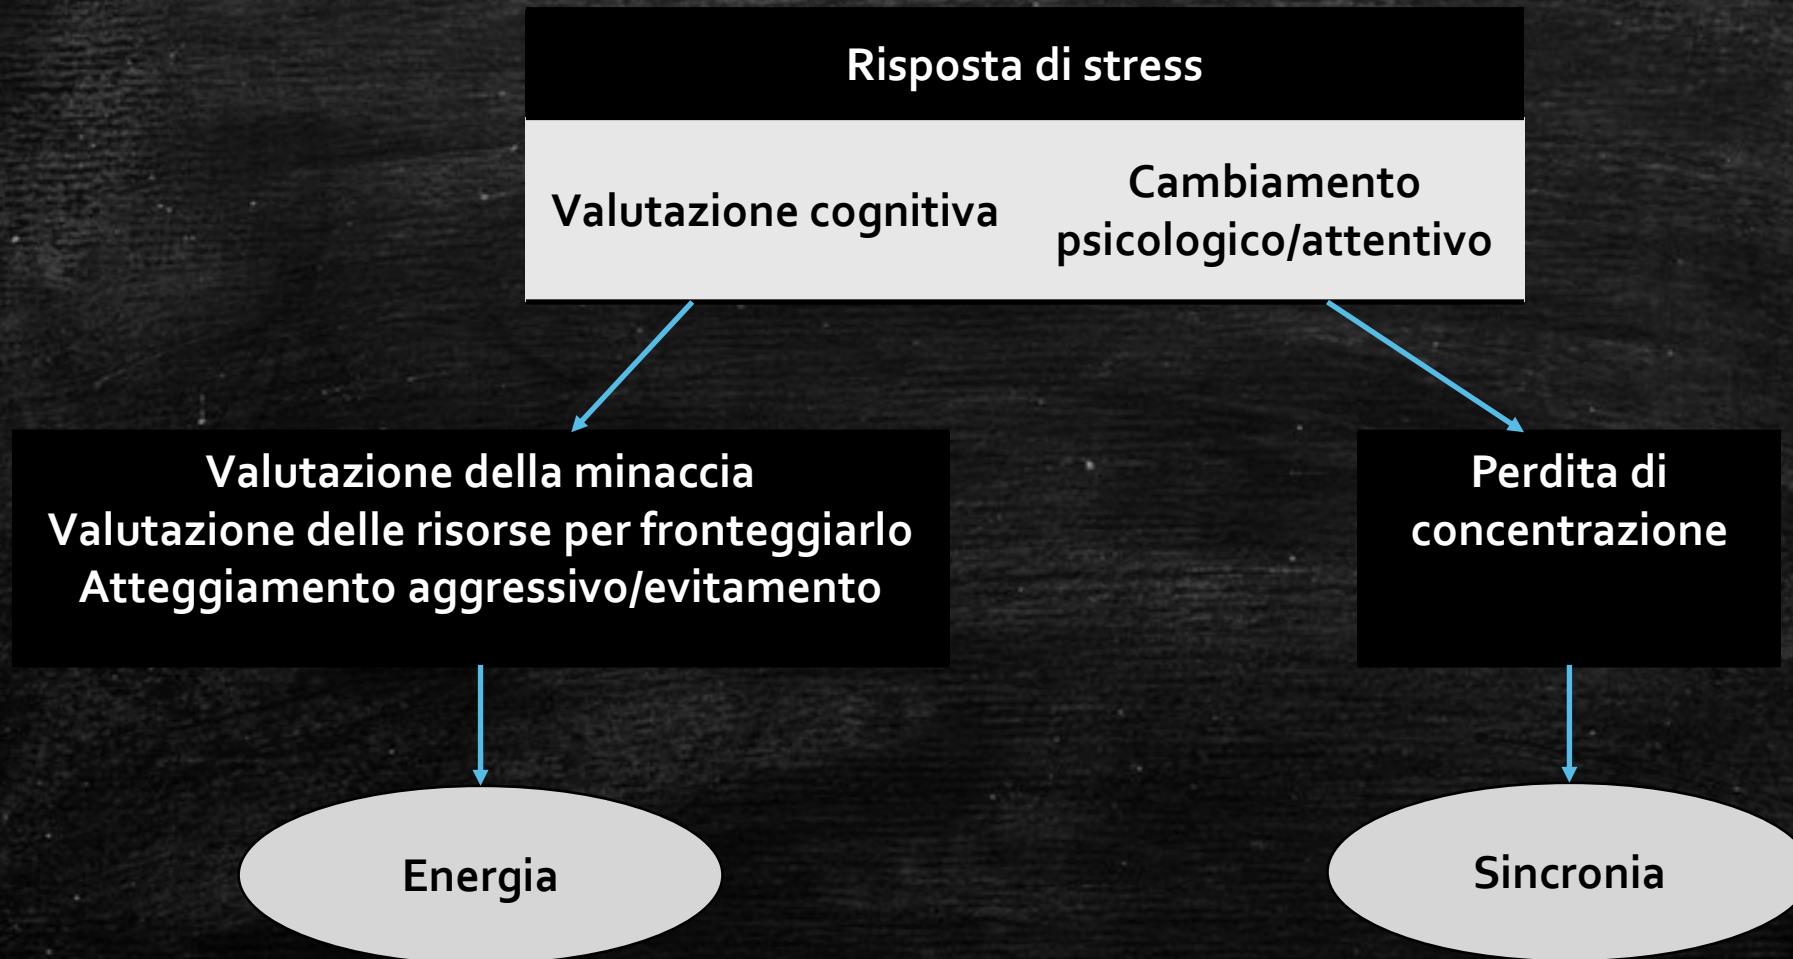 Risposta di stress
Valutazione cognitiva
Cambiamento
psicologico/attentivo
Valutazione della minaccia
Valutazione delle risorse per fronteggiarlo
Atteggiamento aggressivo/evitamento
Perdita di
concentrazione
Energia
Sincronia